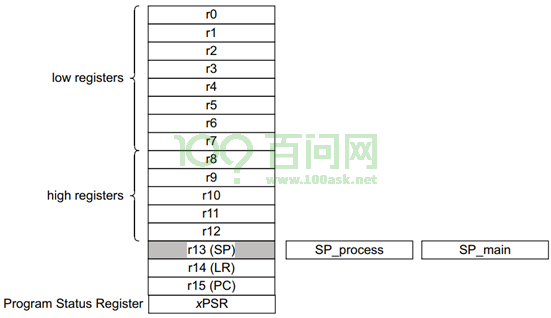 r0
r1
r2
r3
low registers
r4
r5
r6
r7
r8
百问网
r9
www.100ask.net
high registers
r10
r11
r12
r13 (SP) SP_process SP_main
r14 (LR)
r15 (PC)
Program Status Register xPSR